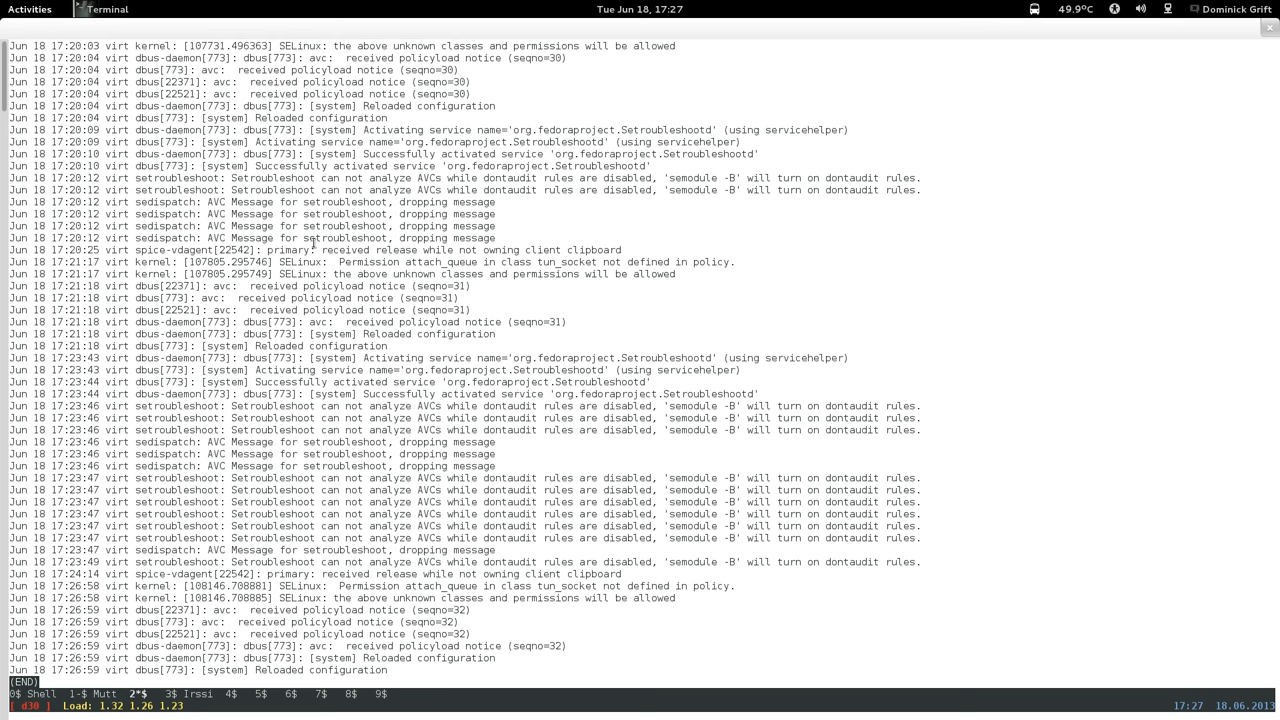 Activities Terminal Tue Jun 18, 17:27 49.9°C Dominick Grift
Jun 18 17:20:03 virt kernel: [107731.496363] SELinux: the above unknown classes and permissions will be allowed
Jun 18 17:20:04 virt dbus-daemon[773]: dbus[773]: avc:  received policyload notice (seqno=30)
Jun 18 17:20:04 virt dbus[773]: avc:  received policyload notice (seqno=30)
Jun 18 17:20:04 virt dbus[22371]: avc:  received policyload notice (seqno=30)
Jun 18 17:20:04 virt dbus[22521]: avc:  received policyload notice (seqno=30)
Jun 18 17:20:04 virt dbus-daemon[773]: dbus[773]: [system] Reloaded configuration
Jun 18 17:20:04 virt dbus[773]: [system] Reloaded configuration
Jun 18 17:20:09 virt dbus-daemon[773]: dbus[773]: [system] Activating service name='org.fedoraproject.Setroubleshootd' (using servicehelper)
Jun 18 17:20:09 virt dbus[773]: [system] Activating service name='org.fedoraproject.Setroubleshootd' (using servicehelper)
Jun 18 17:20:10 virt dbus-daemon[773]: dbus[773]: [system] Successfully activated service 'org.fedoraproject.Setroubleshootd'
Jun 18 17:20:10 virt dbus[773]: [system] Successfully activated service 'org.fedoraproject.Setroubleshootd'
Jun 18 17:20:12 virt setroubleshoot: Setroubleshoot can not analyze AVCs while dontaudit rules are disabled, 'semodule -B' will turn on dontaudit rules.
Jun 18 17:20:12 virt setroubleshoot: Setroubleshoot can not analyze AVCs while dontaudit rules are disabled, 'semodule -B' will turn on dontaudit rules.
Jun 18 17:20:12 virt sedispatch: AVC Message for setroubleshoot, dropping message
Jun 18 17:20:12 virt sedispatch: AVC Message for setroubleshoot, dropping message
Jun 18 17:20:12 virt sedispatch: AVC Message for setroubleshoot, dropping message
Jun 18 17:20:12 virt sedispatch: AVC Message for setroubleshoot, dropping message
Jun 18 17:20:25 virt spice-vdagent[22542]: primary: received release while not owning client clipboard
Jun 18 17:21:17 virt kernel: [107805.295746] SELinux:  Permission attach_queue in class tun_socket not defined in policy.
Jun 18 17:21:17 virt kernel: [107805.295749] SELinux: the above unknown classes and permissions will be allowed
Jun 18 17:21:18 virt dbus[22371]: avc:  received policyload notice (seqno=31)
Jun 18 17:21:18 virt dbus[773]: avc:  received policyload notice (seqno=31)
Jun 18 17:21:18 virt dbus[22521]: avc:  received policyload notice (seqno=31)
Jun 18 17:21:18 virt dbus-daemon[773]: dbus[773]: avc:  received policyload notice (seqno=31)
Jun 18 17:21:18 virt dbus-daemon[773]: dbus[773]: [system] Reloaded configuration
Jun 18 17:21:18 virt dbus[773]: [system] Reloaded configuration
Jun 18 17:23:43 virt dbus-daemon[773]: dbus[773]: [system] Activating service name='org.fedoraproject.Setroubleshootd' (using servicehelper)
Jun 18 17:23:43 virt dbus[773]: [system] Activating service name='org.fedoraproject.Setroubleshootd' (using servicehelper)
Jun 18 17:23:44 virt dbus[773]: [system] Successfully activated service 'org.fedoraproject.Setroubleshootd'
Jun 18 17:23:44 virt dbus-daemon[773]: dbus[773]: [system] Successfully activated service 'org.fedoraproject.Setroubleshootd'
Jun 18 17:23:46 virt setroubleshoot: Setroubleshoot can not analyze AVCs while dontaudit rules are disabled, 'semodule -B' will turn on dontaudit rules.
Jun 18 17:23:46 virt setroubleshoot: Setroubleshoot can not analyze AVCs while dontaudit rules are disabled, 'semodule -B' will turn on dontaudit rules.
Jun 18 17:23:46 virt setroubleshoot: Setroubleshoot can not analyze AVCs while dontaudit rules are disabled, 'semodule -B' will turn on dontaudit rules.
Jun 18 17:23:46 virt sedispatch: AVC Message for setroubleshoot, dropping message
Jun 18 17:23:46 virt sedispatch: AVC Message for setroubleshoot, dropping message
Jun 18 17:23:46 virt sedispatch: AVC Message for setroubleshoot, dropping message
Jun 18 17:23:47 virt setroubleshoot: Setroubleshoot can not analyze AVCs while dontaudit rules are disabled, 'semodule -B' will turn on dontaudit rules.
Jun 18 17:23:47 virt setroubleshoot: Setroubleshoot can not analyze AVCs while dontaudit rules are disabled, 'semodule -B' will turn on dontaudit rules.
Jun 18 17:23:47 virt setroubleshoot: Setroubleshoot can not analyze AVCs while dontaudit rules are disabled, 'semodule -B' will turn on dontaudit rules.
Jun 18 17:23:47 virt setroubleshoot: Setroubleshoot can not analyze AVCs while dontaudit rules are disabled, 'semodule -B' will turn on dontaudit rules.
Jun 18 17:23:47 virt setroubleshoot: Setroubleshoot can not analyze AVCs while dontaudit rules are disabled, 'semodule -B' will turn on dontaudit rules.
Jun 18 17:23:47 virt setroubleshoot: Setroubleshoot can not analyze AVCs while dontaudit rules are disabled, 'semodule -B' will turn on dontaudit rules.
Jun 18 17:23:47 virt sedispatch: AVC Message for setroubleshoot, dropping message
Jun 18 17:23:49 virt setroubleshoot: Setroubleshoot can not analyze AVCs while dontaudit rules are disabled, 'semodule -B' will turn on dontaudit rules.
Jun 18 17:24:14 virt spice-vdagent[22542]: primary: received release while not owning client clipboard
Jun 18 17:26:58 virt kernel: [108146.708881] SELinux:  Permission attach_queue in class tun_socket not defined in policy.
Jun 18 17:26:58 virt kernel: [108146.708885] SELinux: the above unknown classes and permissions will be allowed
Jun 18 17:26:59 virt dbus[22371]: avc:  received policyload notice (seqno=32)
Jun 18 17:26:59 virt dbus[773]: avc:  received policyload notice (seqno=32)
Jun 18 17:26:59 virt dbus[22521]: avc:  received policyload notice (seqno=32)
Jun 18 17:26:59 virt dbus-daemon[773]: dbus[773]: avc:  received policyload notice (seqno=32)
Jun 18 17:26:59 virt dbus-daemon[773]: dbus[773]: [system] Reloaded configuration
Jun 18 17:26:59 virt dbus[773]: [system] Reloaded configuration
(END)
0$ Shell  1-$ Mutt  2*$   3$ Irssi  4$   5$   6$   7$   8$   9$
[ d30 ]  Load: 1.32 1.26 1.23 17:27  18.06.2013